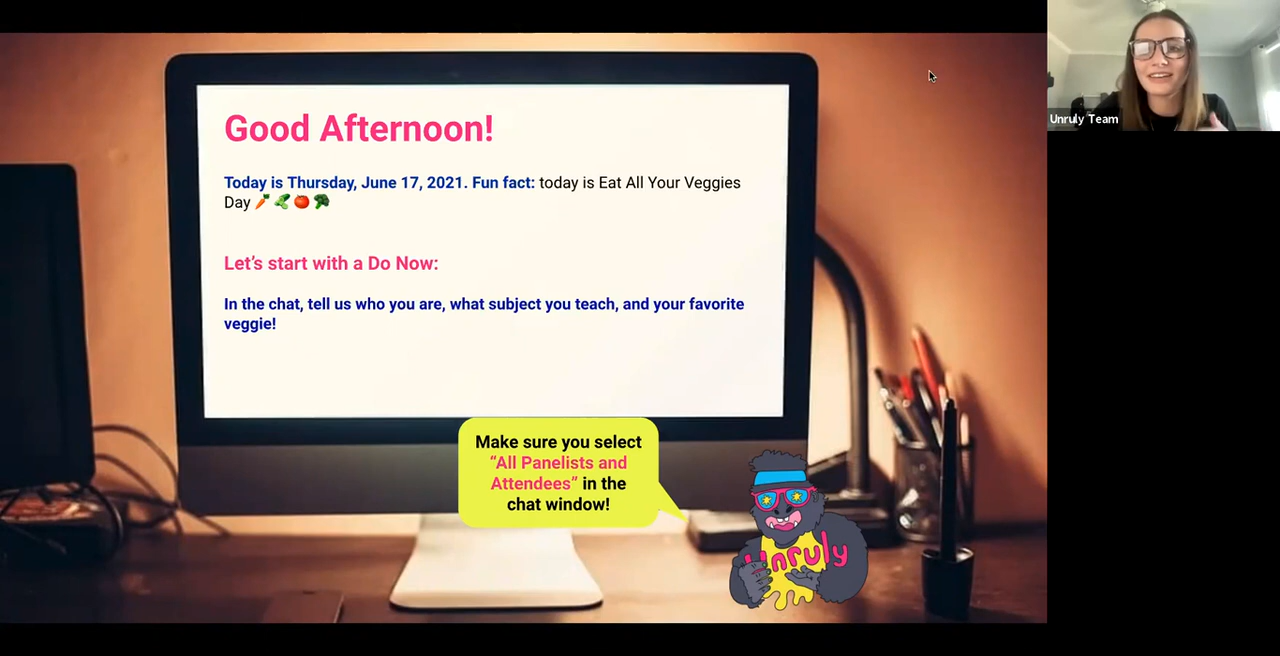 Good Afternoon!
Today is Thursday, June 17, 2021. Fun fact: today is Eat All Your Veggies
Day 🥕🥒🍅🥦
Let’s start with a Do Now:
In the chat, tell us who you are, what subject you teach, and your favorite
veggie!
Make sure you select
“All Panelists and
Attendees” in the
chat window!
Unruly
Unruly Team